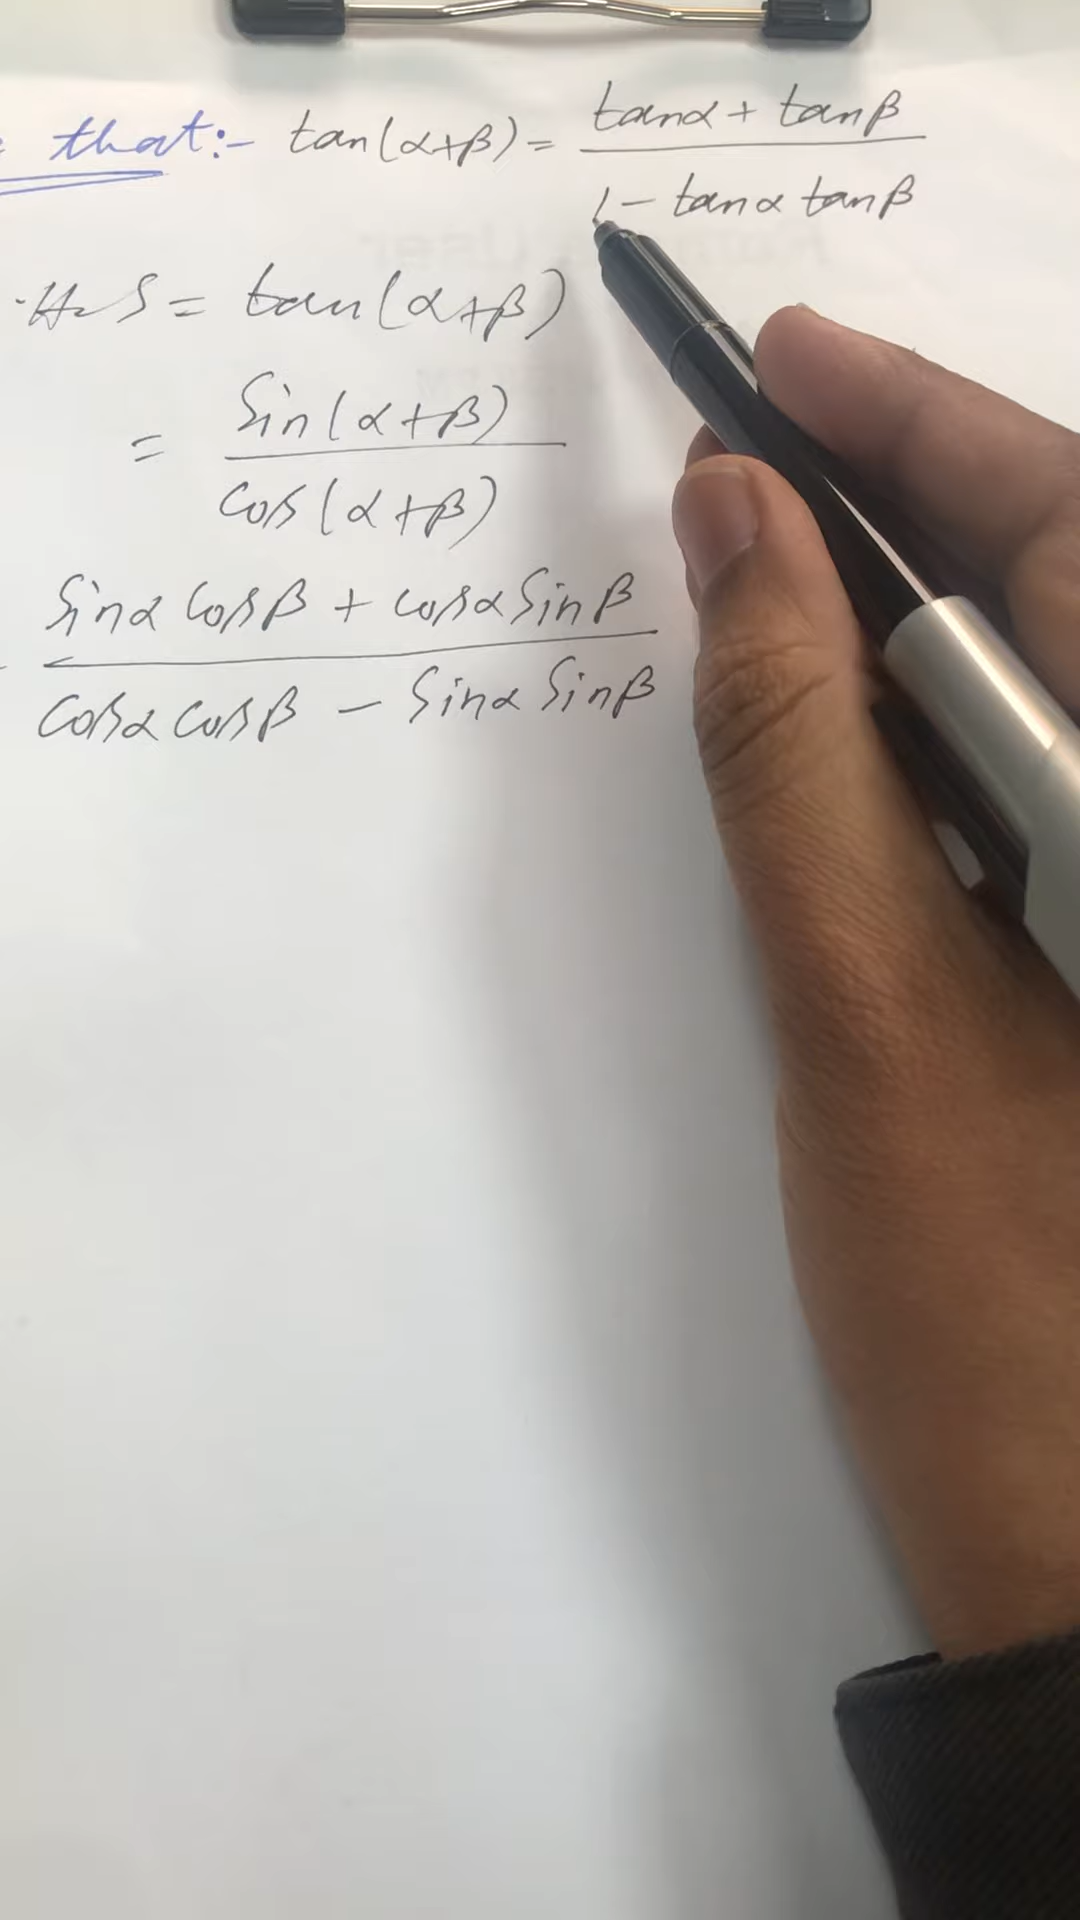 that:- tan(α+β) = tanα + tanβ / 1 - tanα tanβ
H.S = tan(α+β)
= Sin(α+β) / cos(α+β)
Sinα Cosβ + cosα Sinβ / Cosα Cosβ - Sinα Sinβ